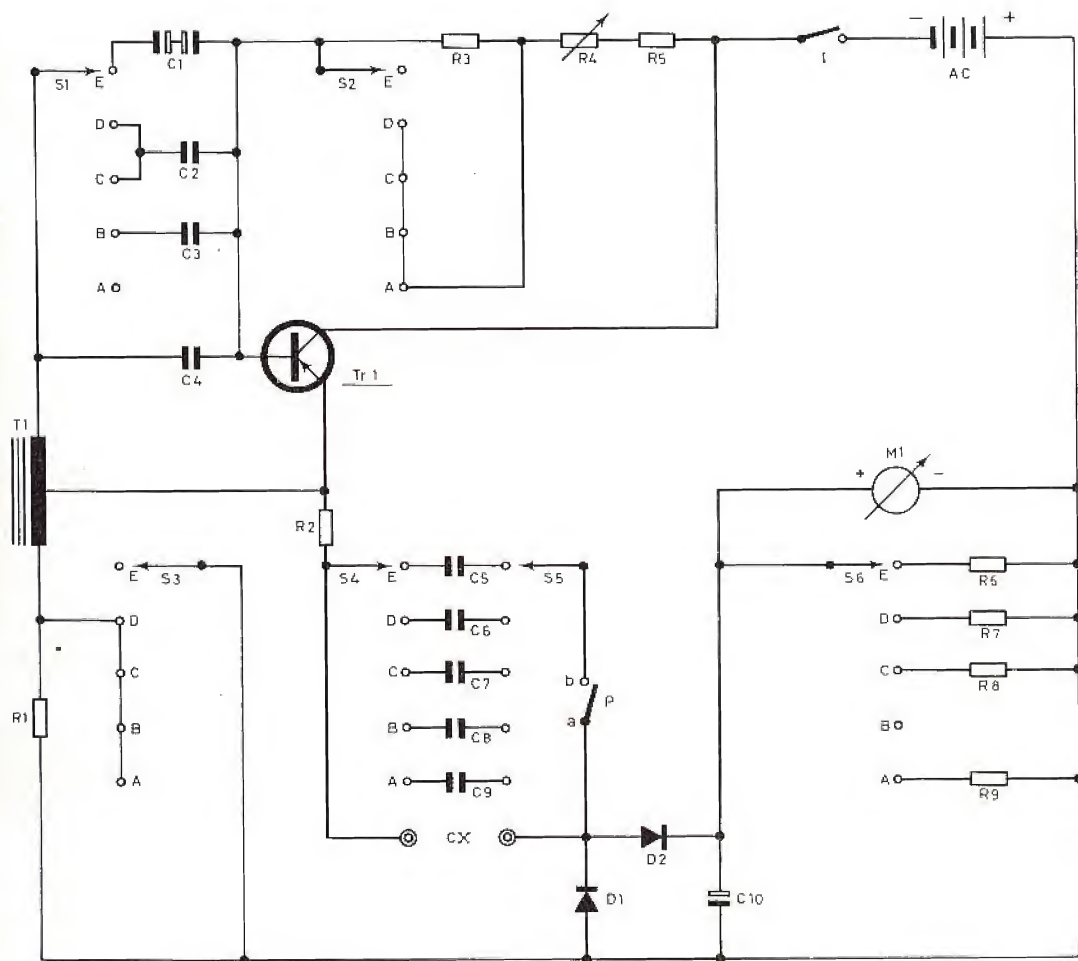 − +
C1
R3
R4
R5
I
AC
S1
E
S2
E
D
D
C2
C
C
B
C3
B
A
A
C4
Tr 1
T1
M1
+ −
R2
E
S3
S4
E
C5
S5
S6
E
R6
D
D
C6
D
R7
C
C
C7
b
C
R8
R1
P
a
B
B
C8
B
A
A
C9
A
R9
CX
D2
D1
C10